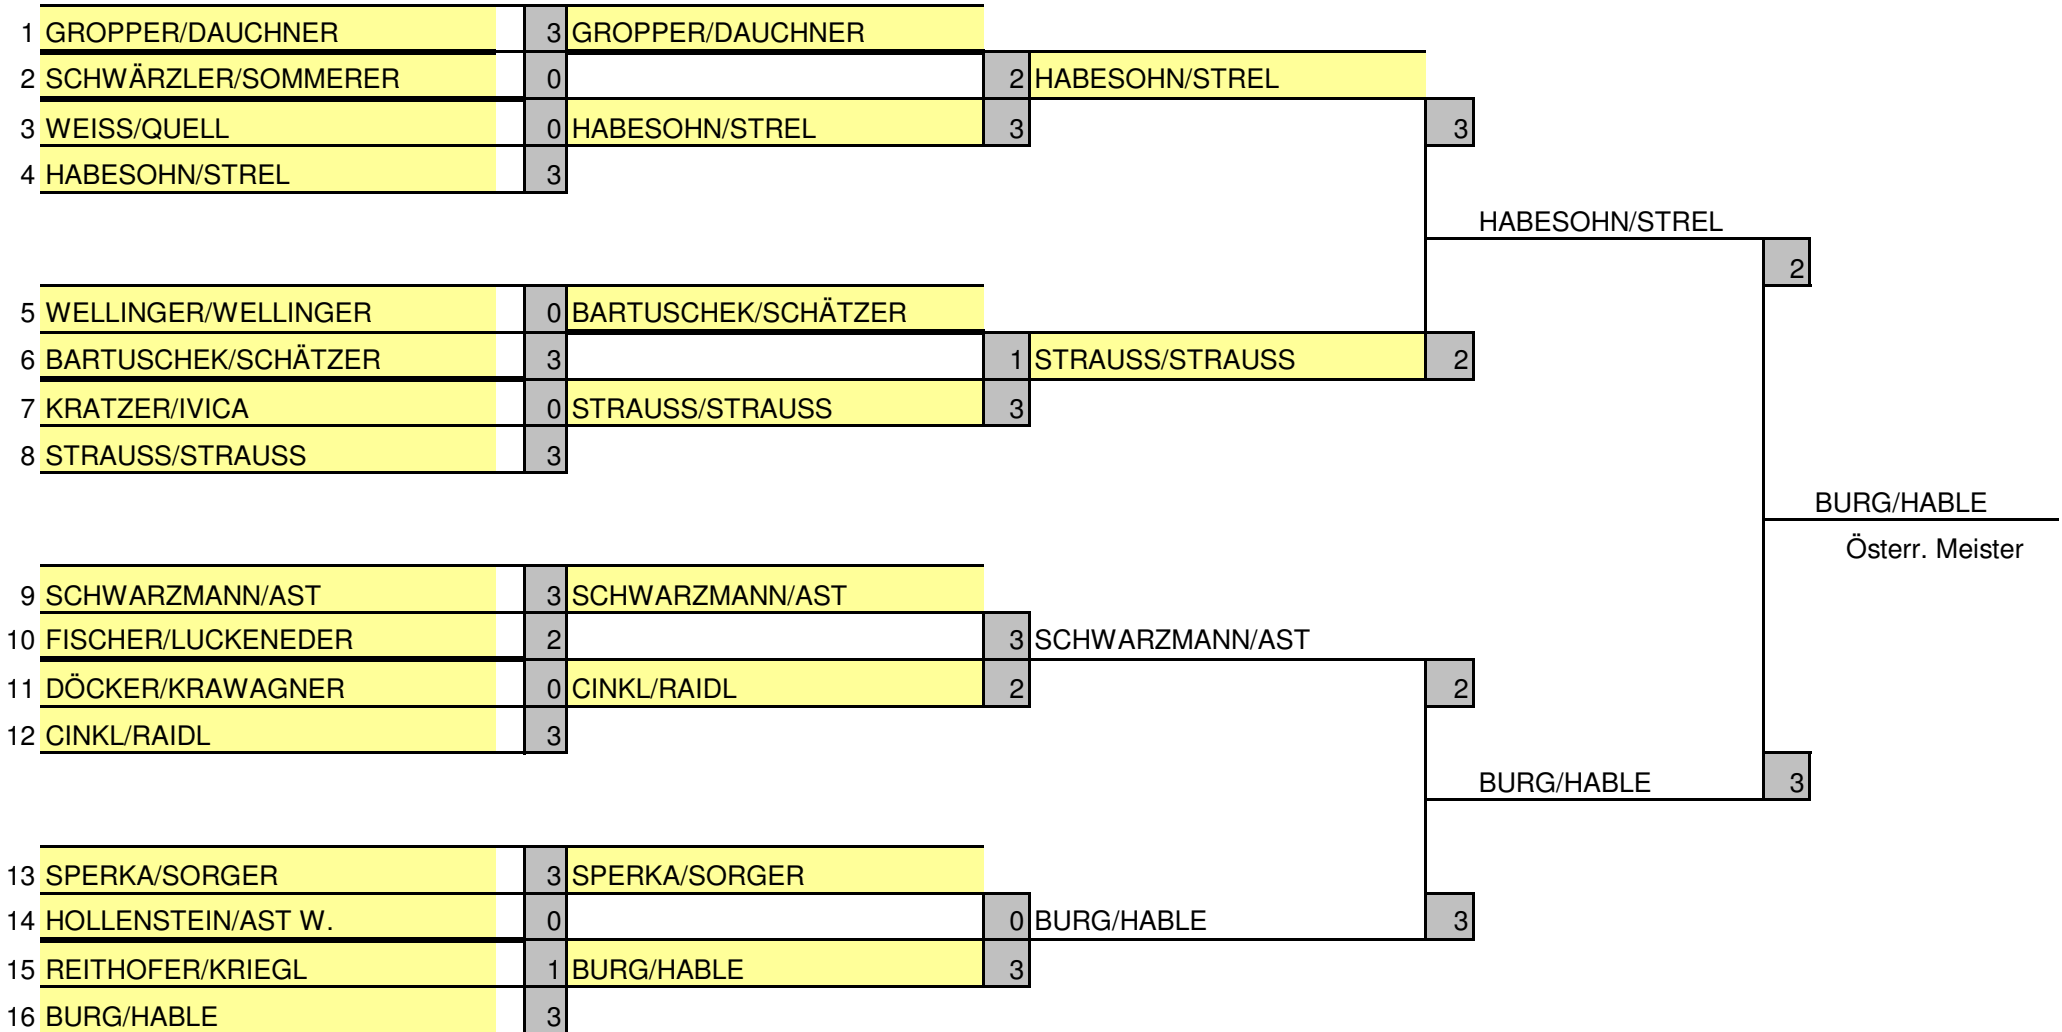 1 GROPPER/DAUCHNER 3 GROPPER/DAUCHNER
2 SCHWÄRZLER/SOMMERER 0 2 HABESOHN/STREL
3 WEISS/QUELL 0 HABESOHN/STREL 3 3
4 HABESOHN/STREL 3
HABESOHN/STREL
2
5 WELLINGER/WELLINGER 0 BARTUSCHEK/SCHÄTZER
6 BARTUSCHEK/SCHÄTZER 3 1 STRAUSS/STRAUSS 2
7 KRATZER/IVICA 0 STRAUSS/STRAUSS 3
8 STRAUSS/STRAUSS 3
BURG/HABLE
Österr. Meister
9 SCHWARZMANN/AST 3 SCHWARZMANN/AST
10 FISCHER/LUCKENEDER 2 3 SCHWARZMANN/AST
11 DÖCKER/KRAWAGNER 0 CINKL/RAIDL 2 2
12 CINKL/RAIDL 3
BURG/HABLE 3
13 SPERKA/SORGER 3 SPERKA/SORGER
14 HOLLENSTEIN/AST W. 0 0 BURG/HABLE 3
15 REITHOFER/KRIEGL 1 BURG/HABLE 3
16 BURG/HABLE 3